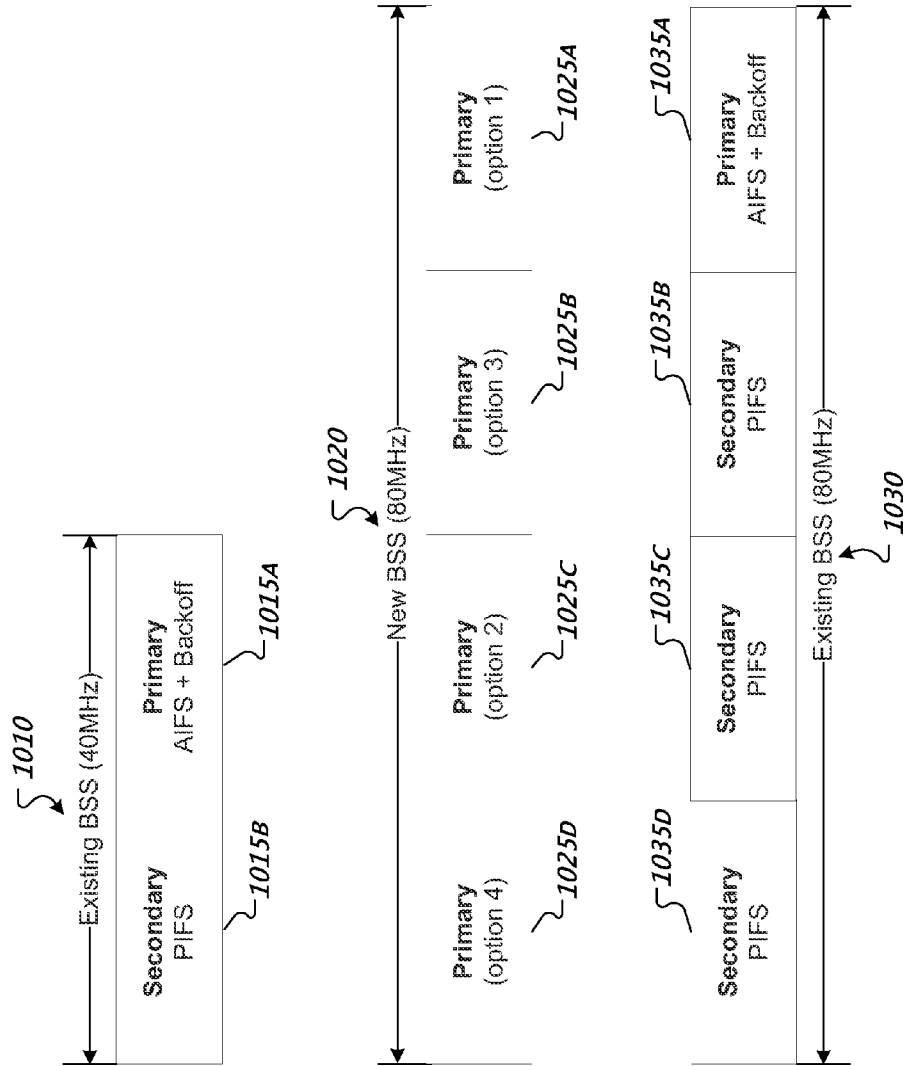 1010
Existing BSS (40MHz)
Secondary
PIFS
Primary
AIFS + Backoff
1015B
1015A
1020
New BSS (80MHz)
Primary
(option 4)
Primary
(option 2)
Primary
(option 3)
Primary
(option 1)
1025D
1025C
1025B
1025A
1035D
1035C
1035B
1035A
Secondary
PIFS
Secondary
PIFS
Secondary
PIFS
Primary
AIFS + Backoff
Existing BSS (80MHz)
1030